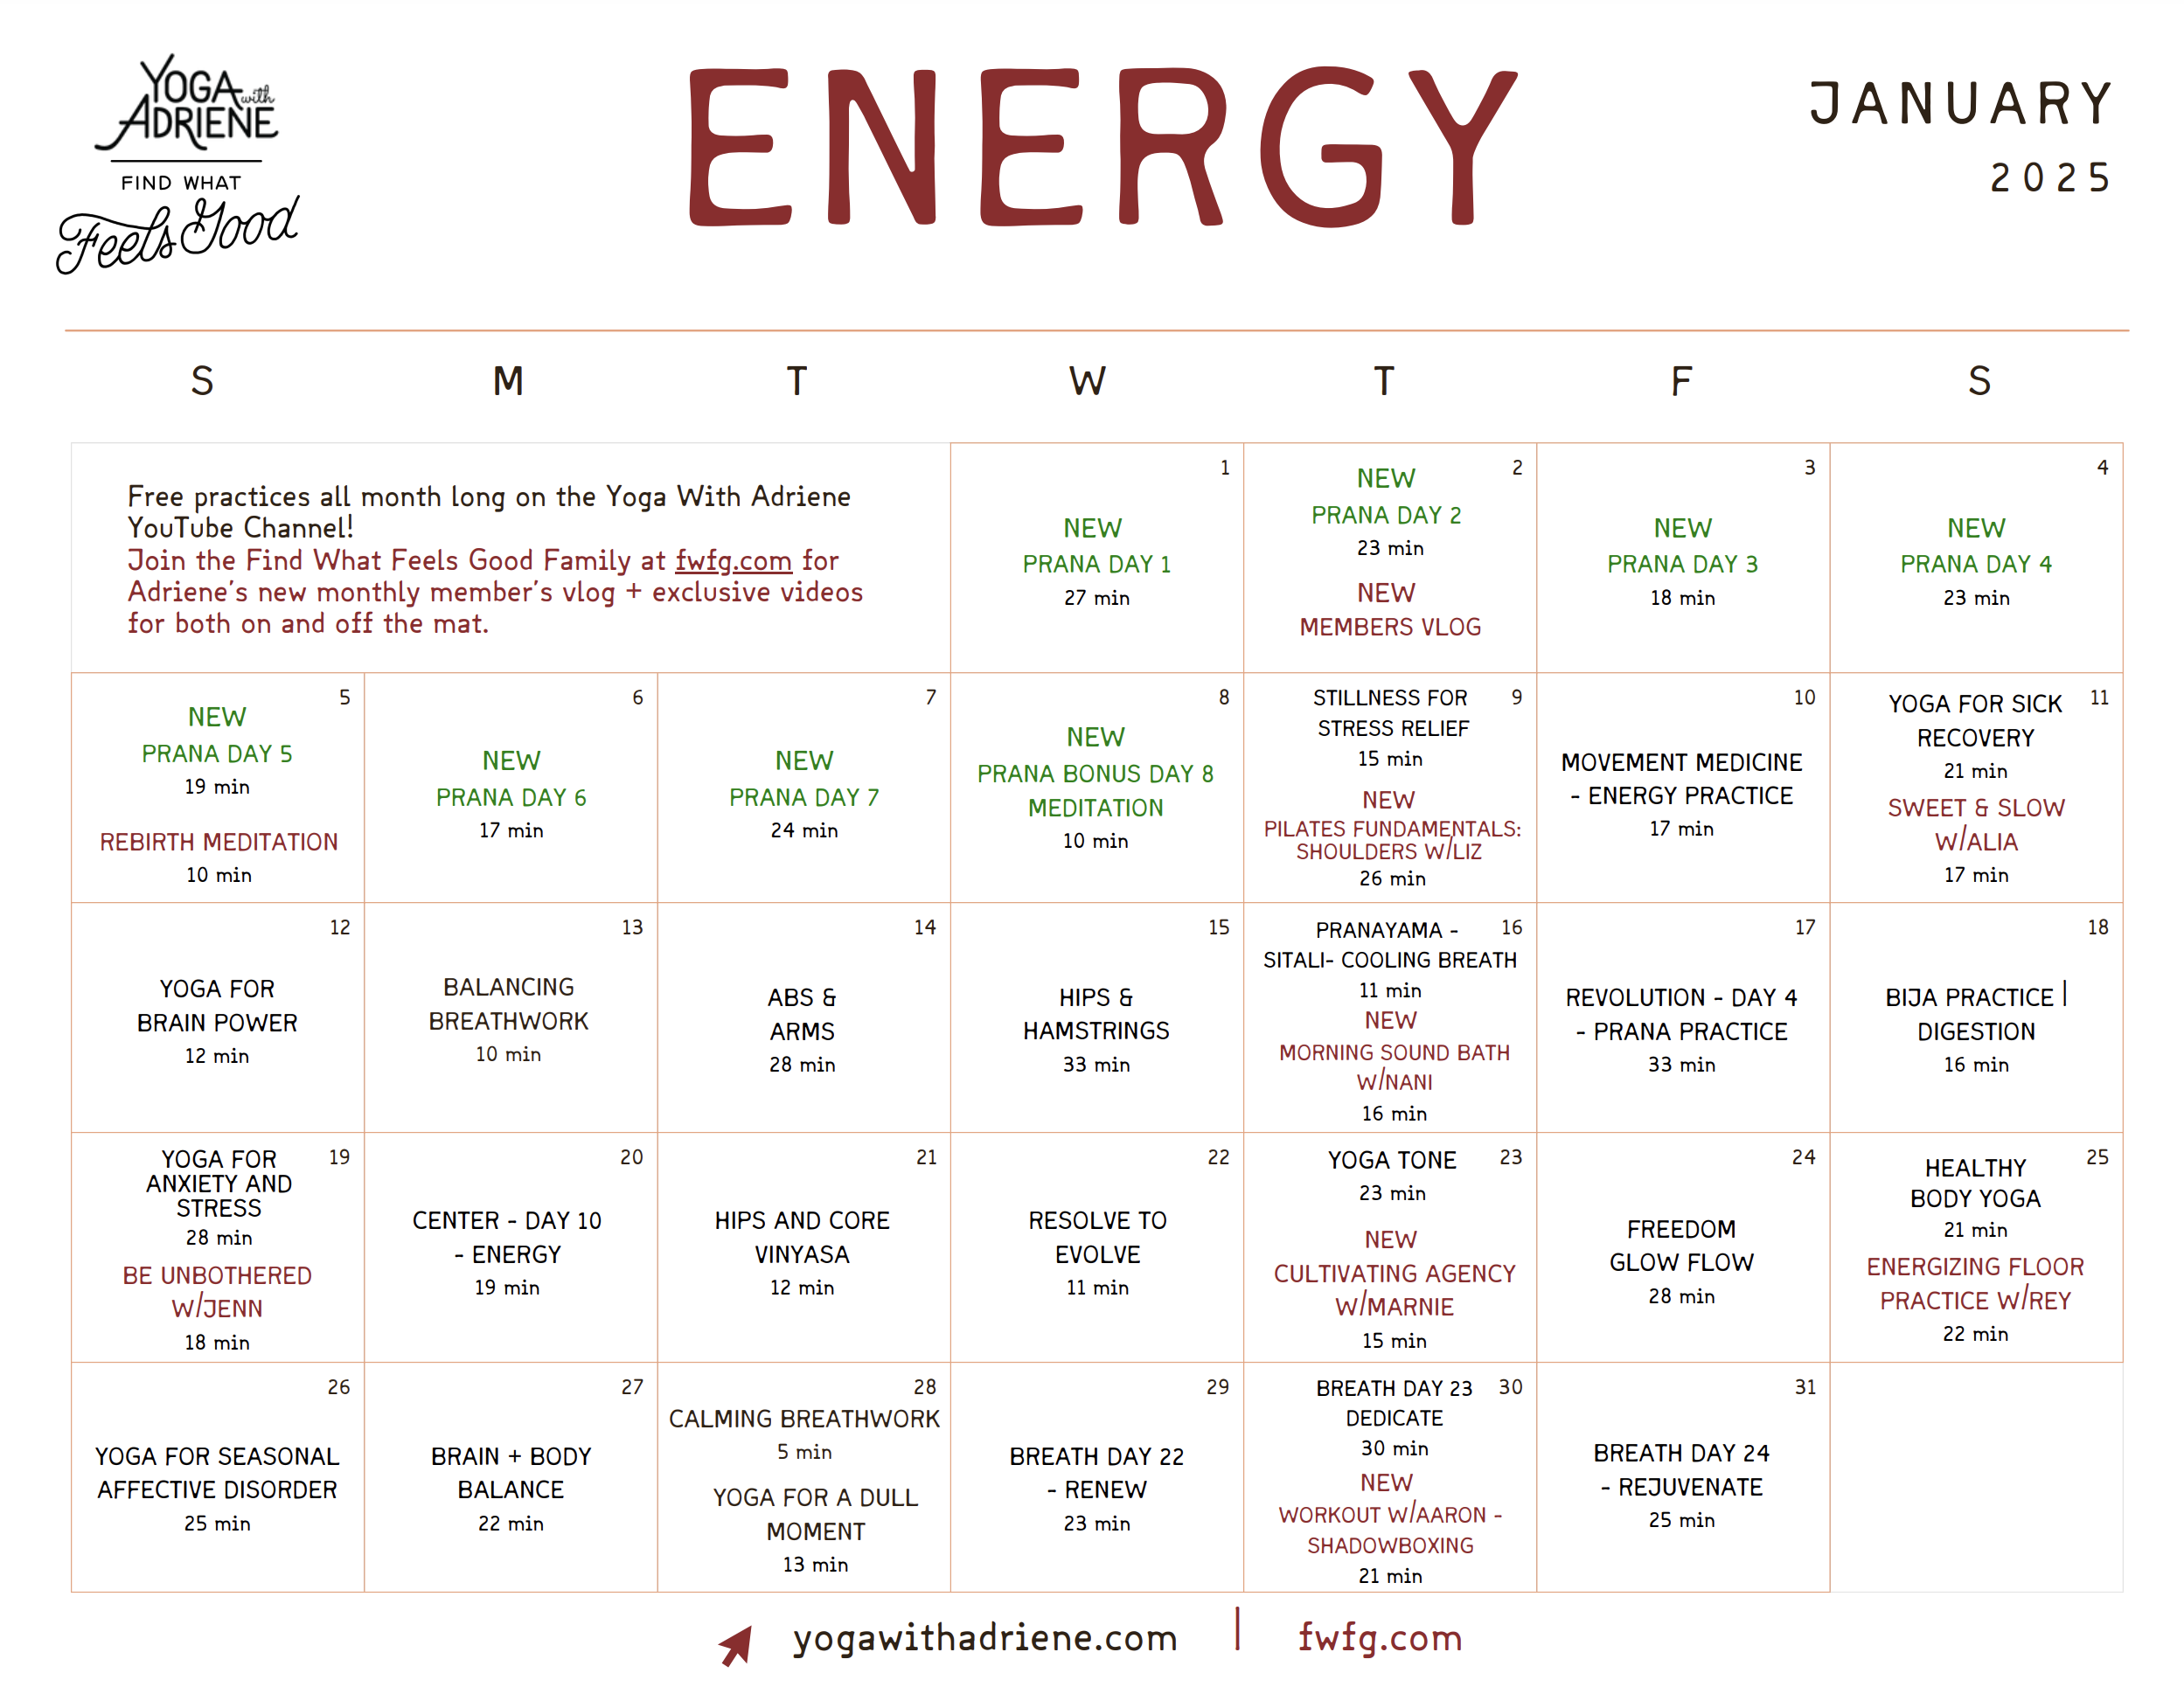 YOGA with
ADRIENE
FIND WHAT
Feels Good
ENERGY
JANUARY
2025
S M T W T F S
Free practices all month long on the Yoga With Adriene
YouTube Channel!
Join the Find What Feels Good Family at fwfg.com for
Adriene's new monthly member's vlog + exclusive videos
for both on and off the mat.
1
NEW
PRANA DAY 1
27 min
2
NEW
PRANA DAY 2
23 min
NEW
MEMBERS VLOG
3
NEW
PRANA DAY 3
18 min
4
NEW
PRANA DAY 4
23 min
5
NEW
PRANA DAY 5
19 min
REBIRTH MEDITATION
10 min
6
NEW
PRANA DAY 6
17 min
7
NEW
PRANA DAY 7
24 min
8
NEW
PRANA BONUS DAY 8
MEDITATION
10 min
STILLNESS FOR 9
STRESS RELIEF
15 min
NEW
PILATES FUNDAMENTALS:
SHOULDERS W/LIZ
26 min
10
MOVEMENT MEDICINE
- ENERGY PRACTICE
17 min
YOGA FOR SICK 11
RECOVERY
21 min
SWEET & SLOW
W/ALIA
17 min
12
YOGA FOR
BRAIN POWER
12 min
13
BALANCING
BREATHWORK
10 min
14
ABS &
ARMS
28 min
15
HIPS &
HAMSTRINGS
33 min
PRANAYAMA - 16
SITALI- COOLING BREATH
11 min
NEW
MORNING SOUND BATH
W/NANI
16 min
17
REVOLUTION - DAY 4
- PRANA PRACTICE
33 min
18
BIJA PRACTICE |
DIGESTION
16 min
YOGA FOR 19
ANXIETY AND
STRESS
28 min
BE UNBOTHERED
W/JENN
18 min
20
CENTER - DAY 10
- ENERGY
19 min
21
HIPS AND CORE
VINYASA
12 min
22
RESOLVE TO
EVOLVE
11 min
YOGA TONE 23
23 min
NEW
CULTIVATING AGENCY
W/MARNIE
15 min
24
FREEDOM
GLOW FLOW
28 min
25
HEALTHY
BODY YOGA
21 min
ENERGIZING FLOOR
PRACTICE W/REY
22 min
26
YOGA FOR SEASONAL
AFFECTIVE DISORDER
25 min
27
BRAIN + BODY
BALANCE
22 min
28
CALMING BREATHWORK
5 min
YOGA FOR A DULL
MOMENT
13 min
29
BREATH DAY 22
- RENEW
23 min
BREATH DAY 23 30
DEDICATE
30 min
NEW
WORKOUT W/AARON -
SHADOWBOXING
21 min
31
BREATH DAY 24
- REJUVENATE
25 min
yogawithadriene.com | fwfg.com